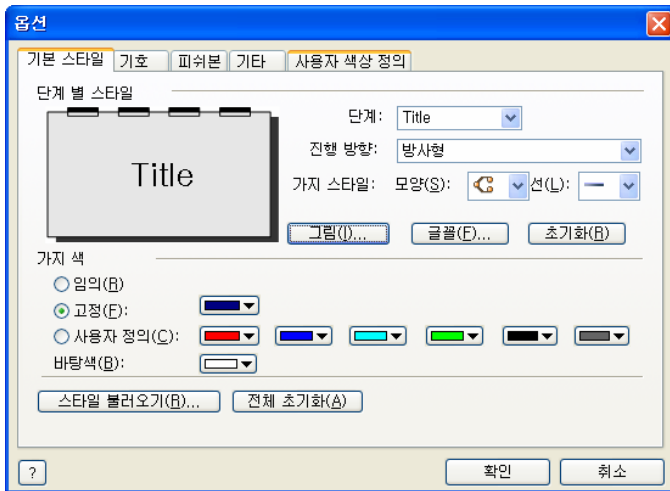 옵션
기본 스타일 기호 피쉬본 기타 사용자 색상 정의
단계 별 스타일
Title
단계: Title
진행 방향: 방사형
가지 스타일: 모양(S): 선(L):
그림(I)... 글꼴(F)... 초기화(R)
가지 색
임의(R)
고정(F):
사용자 정의(C):
바탕색(B):
스타일 불러오기(R)... 전체 초기화(A)
? 확인 취소